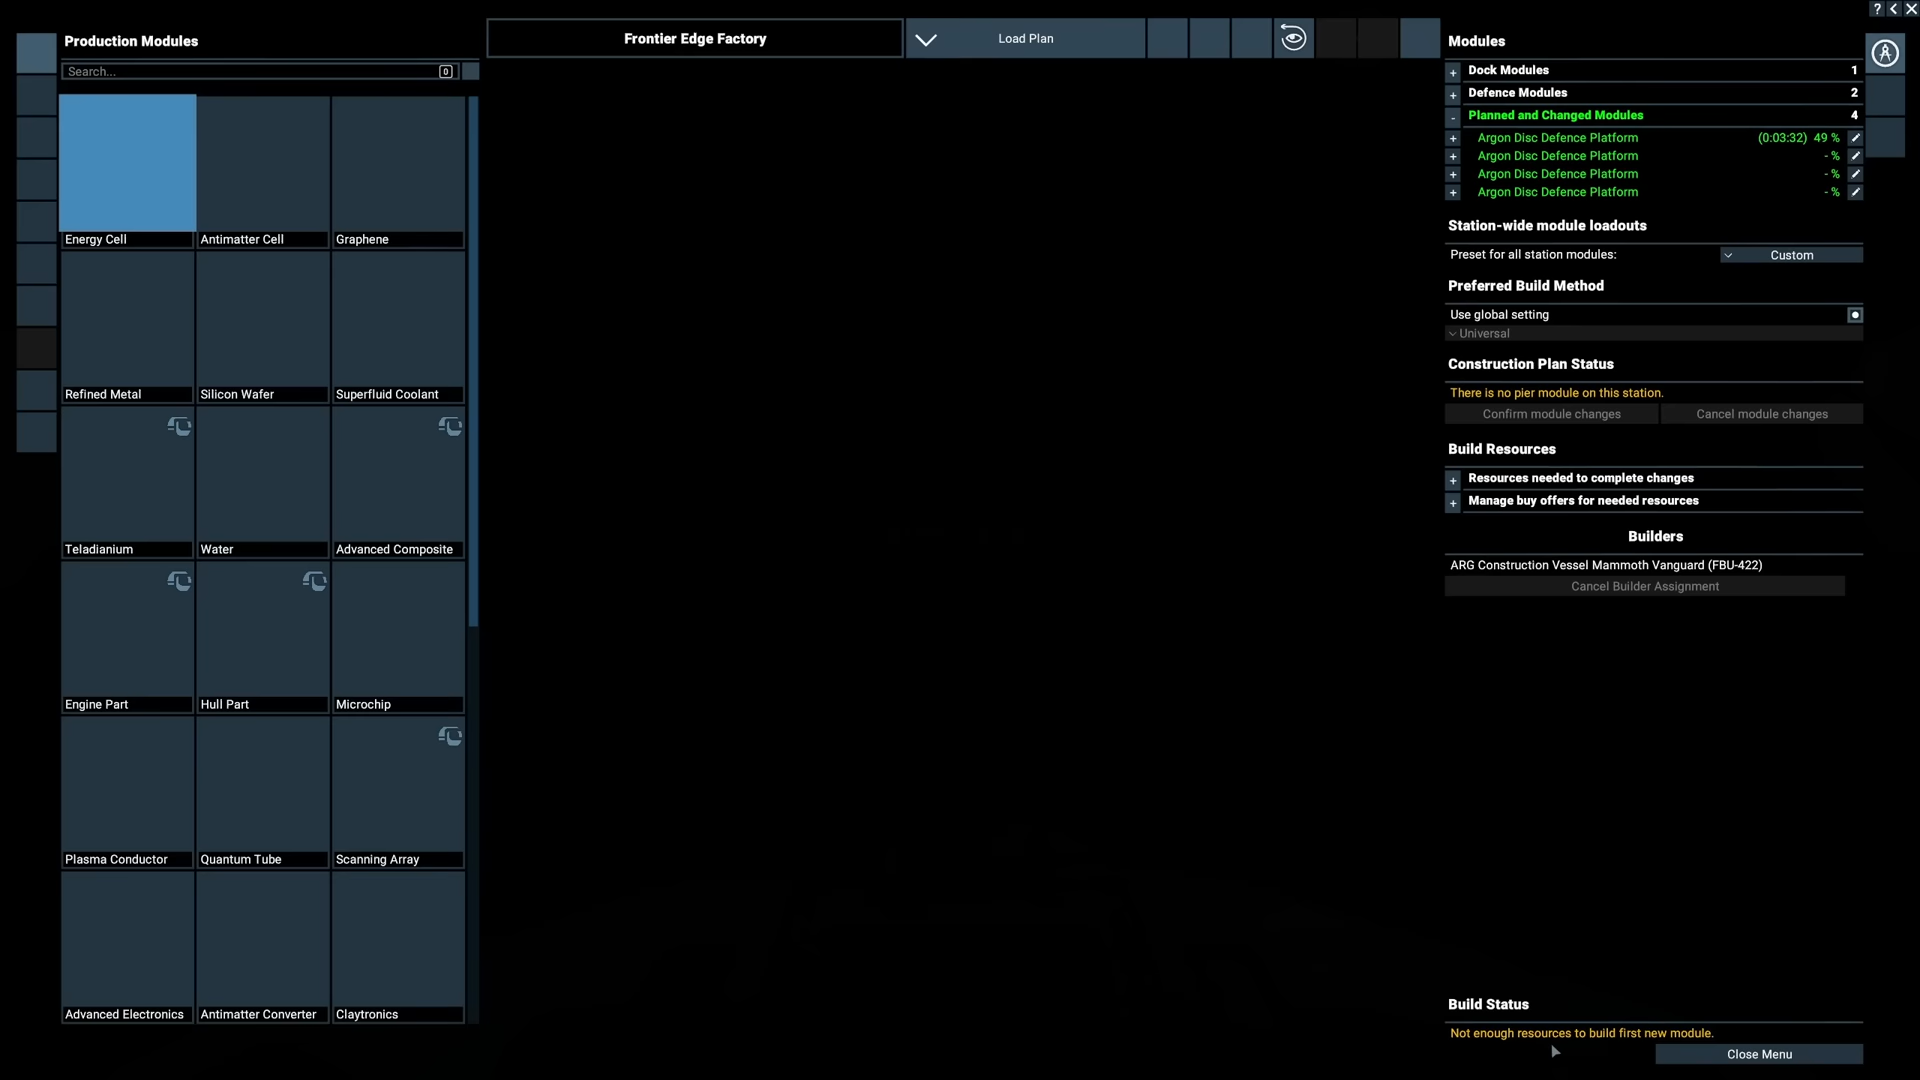 ? < X
Production Modules
Search... 0
Energy Cell
Antimatter Cell
Graphene
Refined Metal
Silicon Wafer
Superfluid Coolant
Teladianium
Water
Advanced Composite
Engine Part
Hull Part
Microchip
Plasma Conductor
Quantum Tube
Scanning Array
Advanced Electronics
Antimatter Converter
Claytronics
Frontier Edge Factory
Load Plan
Modules
+ Dock Modules 1
+ Defence Modules 2
- Planned and Changed Modules 4
+ Argon Disc Defence Platform (0:03:32) 49 %
+ Argon Disc Defence Platform - %
+ Argon Disc Defence Platform - %
+ Argon Disc Defence Platform - %
Station-wide module loadouts
Preset for all station modules: Custom
Preferred Build Method
Use global setting
Universal
Construction Plan Status
There is no pier module on this station.
Confirm module changes Cancel module changes
Build Resources
+ Resources needed to complete changes
+ Manage buy offers for needed resources
Builders
ARG Construction Vessel Mammoth Vanguard (FBU-422)
Cancel Builder Assignment
Build Status
Not enough resources to build first new module.
Close Menu